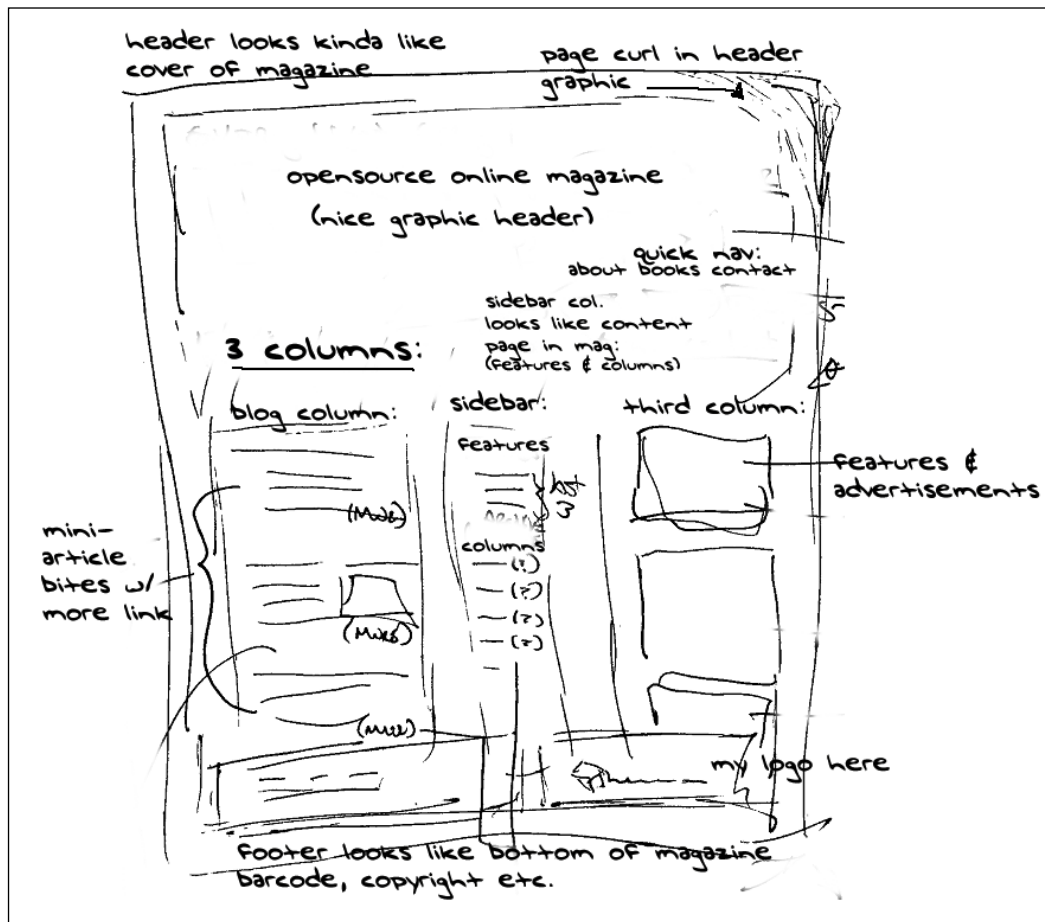 header looks kinda like
cover of magazine
page curl in header
graphic
opensource online magazine
(nice graphic header)
quick nav:
about books contact
sidebar col.
looks like content
page in mag:
(features & columns)
3 columns:
blog column:
sidebar:
third column:
features
features &
advertisements
mini-
article
bites w/
more link
columns
(?)
(?)
(?)
(?)
my logo here
footer looks like bottom of magazine
barcode, copyright etc.